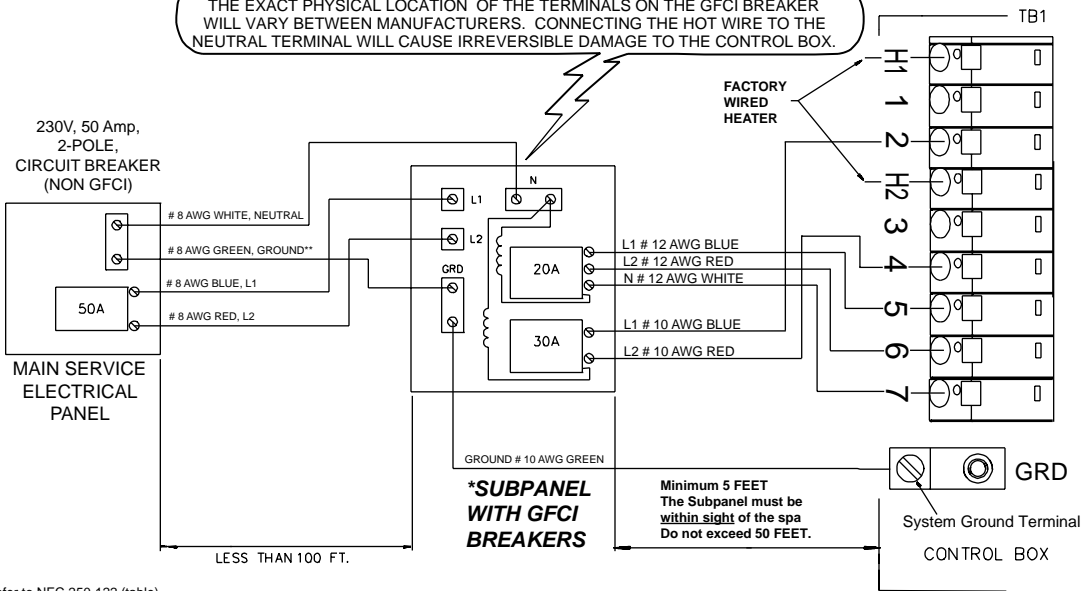 THE EXACT PHYSICAL LOCATION OF THE TERMINALS ON THE GFCI BREAKER
WILL VARY BETWEEN MANUFACTURERS. CONNECTING THE HOT WIRE TO THE
NEUTRAL TERMINAL WILL CAUSE IRREVERSIBLE DAMAGE TO THE CONTROL BOX.
TB1
FACTORY
WIRED
HEATER
H1
1
2
H2
3
4
5
6
7
230V, 50 Amp,
2-POLE,
CIRCUIT BREAKER
(NON GFCI)
# 8 AWG WHITE, NEUTRAL
# 8 AWG GREEN, GROUND**
# 8 AWG BLUE, L1
# 8 AWG RED, L2
50A
MAIN SERVICE
ELECTRICAL
PANEL
L1
L2
GRD
N
20A
30A
L1 # 12 AWG BLUE
L2 # 12 AWG RED
N # 12 AWG WHITE
L1 # 10 AWG BLUE
L2 # 10 AWG RED
GROUND # 10 AWG GREEN
*SUBPANEL
WITH GFCI
BREAKERS
Minimum 5 FEET
The Subpanel must be
within sight of the spa
Do not exceed 50 FEET.
GRD
System Ground Terminal
CONTROL BOX
LESS THAN 100 FT.